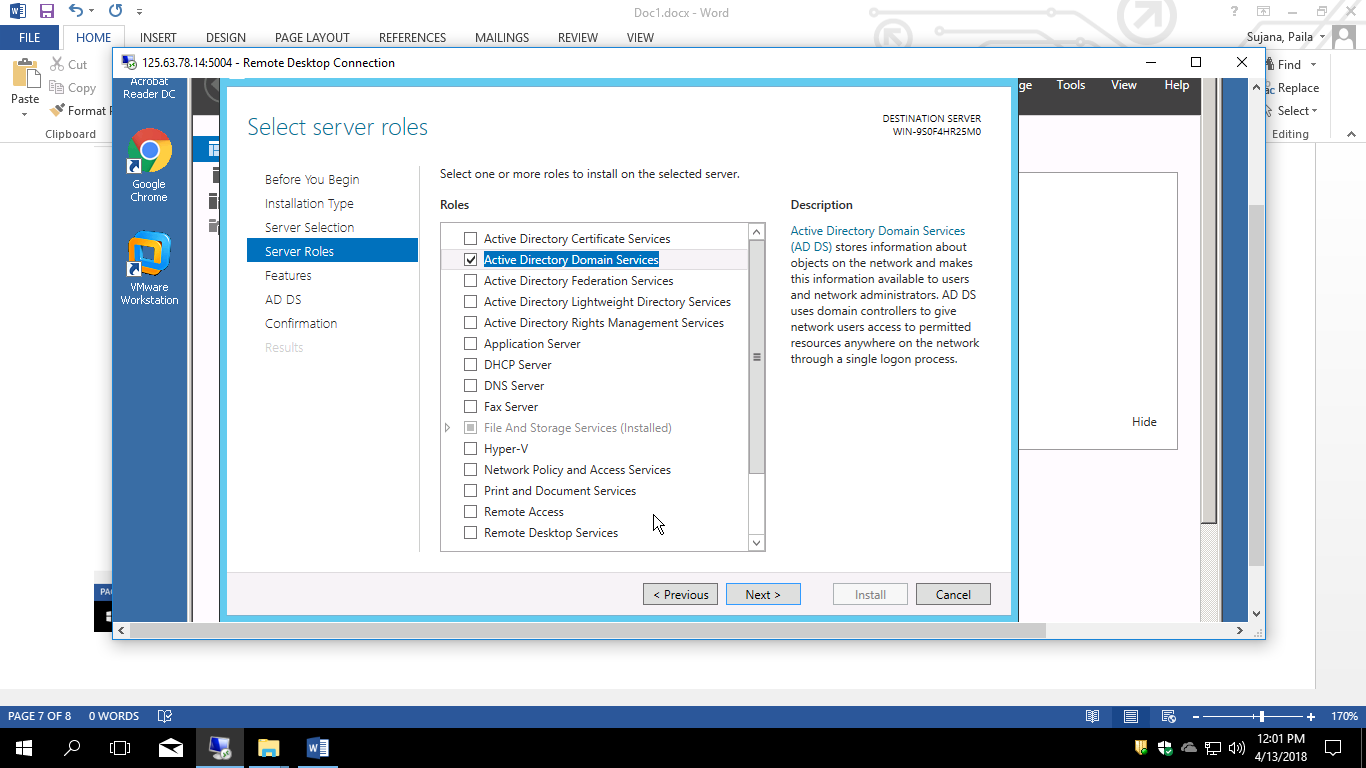 Doc1.docx - Word
?
FILE
HOME
INSERT
DESIGN
PAGE LAYOUT
REFERENCES
MAILINGS
REVIEW
VIEW
Sujana, Paila
Paste
Cut
Copy
Format
Clipboard
Find
Replace
Select
Editing
125.63.78.14:5004 - Remote Desktop Connection
Acrobat
Reader DC
Google
Chrome
VMware
Workstation
Tools
View
Help
Select server roles
DESTINATION SERVER
WIN-9S0F4HR25M0
Before You Begin
Installation Type
Server Selection
Server Roles
Features
AD DS
Confirmation
Results
Select one or more roles to install on the selected server.
Roles
Active Directory Certificate Services
Active Directory Domain Services
Active Directory Federation Services
Active Directory Lightweight Directory Services
Active Directory Rights Management Services
Application Server
DHCP Server
DNS Server
Fax Server
File And Storage Services (Installed)
Hyper-V
Network Policy and Access Services
Print and Document Services
Remote Access
Remote Desktop Services
Description
Active Directory Domain Services
(AD DS) stores information about
objects on the network and makes
this information available to users
and network administrators. AD DS
uses domain controllers to give
network users access to permitted
resources anywhere on the network
through a single logon process.
Hide
< Previous
Next >
Install
Cancel
PAGE 7 OF 8
0 WORDS
170%
12:01 PM
4/13/2018